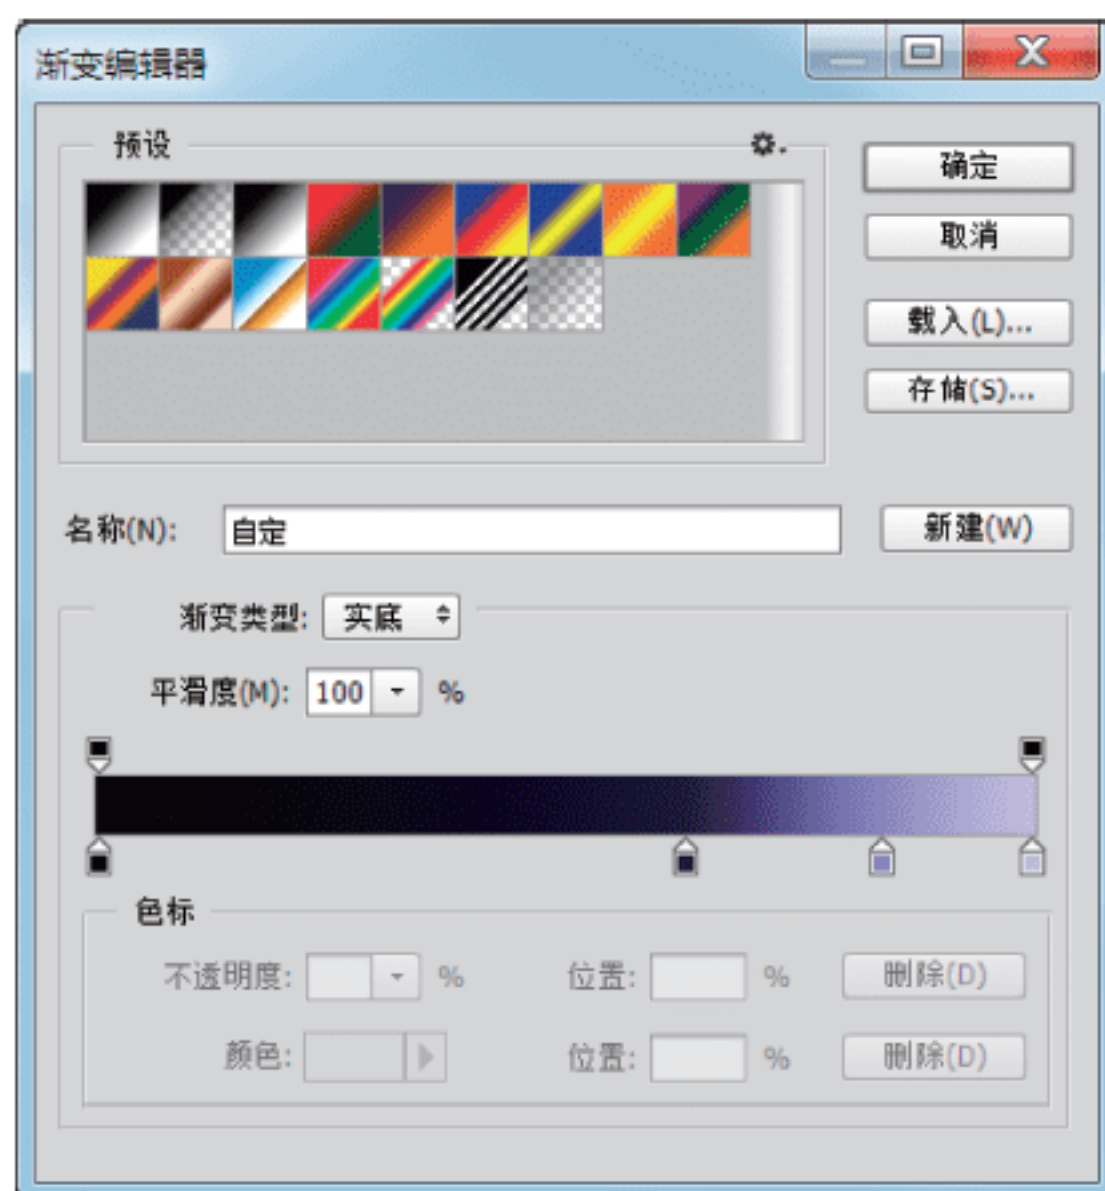 渐变编辑器
预设
确定
取消
载入(L)...
存储(S)...
名称(N): 自定 新建(W)
渐变类型: 实底
平滑度(M): 100 %
色标
不透明度: % 位置: % 删除(D)
颜色: 位置: % 删除(D)